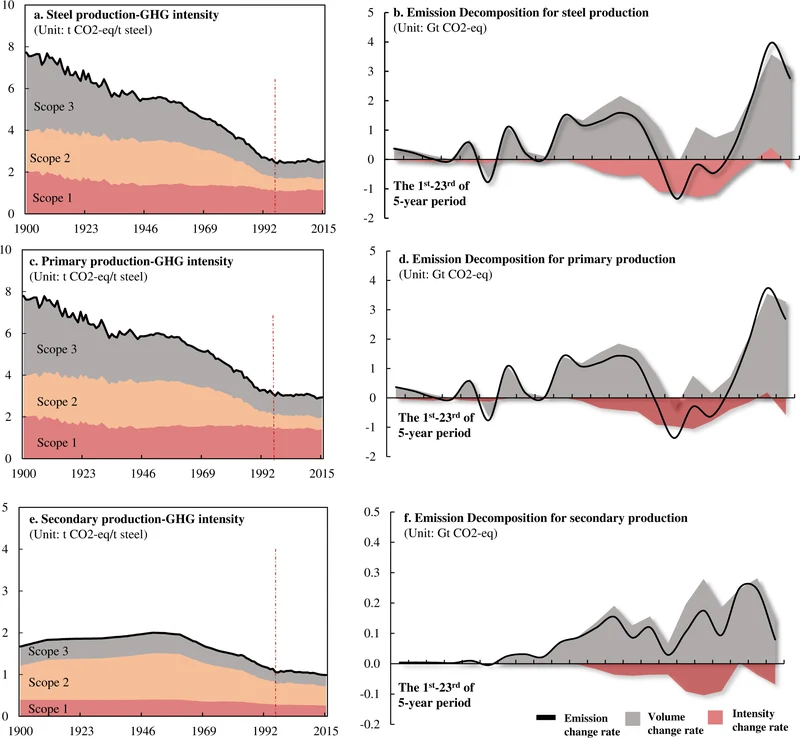 a. Steel production-GHG intensity
(Unit: t CO2-eq/t steel)
10
8
6
4
2
0
Scope 3
Scope 2
Scope 1
1900 1923 1946 1969 1992 2015
b. Emission Decomposition for steel production
(Unit: Gt CO2-eq)
5
4
3
2
1
0
-1
-2
The 1st-23rd of
5-year period
c. Primary production-GHG intensity
(Unit: t CO2-eq/t steel)
10
8
6
4
2
0
Scope 3
Scope 2
Scope 1
1900 1923 1946 1969 1992 2015
d. Emission Decomposition for primary production
(Unit: Gt CO2-eq)
5
4
3
2
1
0
-1
-2
The 1st-23rd of
5-year period
e. Secondary production-GHG intensity
(Unit: t CO2-eq/t steel)
5
4
3
2
1
0
Scope 3
Scope 2
Scope 1
1900 1923 1946 1969 1992 2015
f. Emission Decomposition for secondary production
(Unit: Gt CO2-eq)
0.5
0.4
0.3
0.2
0.1
0.0
-0.1
-0.2
The 1st-23rd of
5-year period
Emission
change rate
Volume
change rate
Intensity
change rate